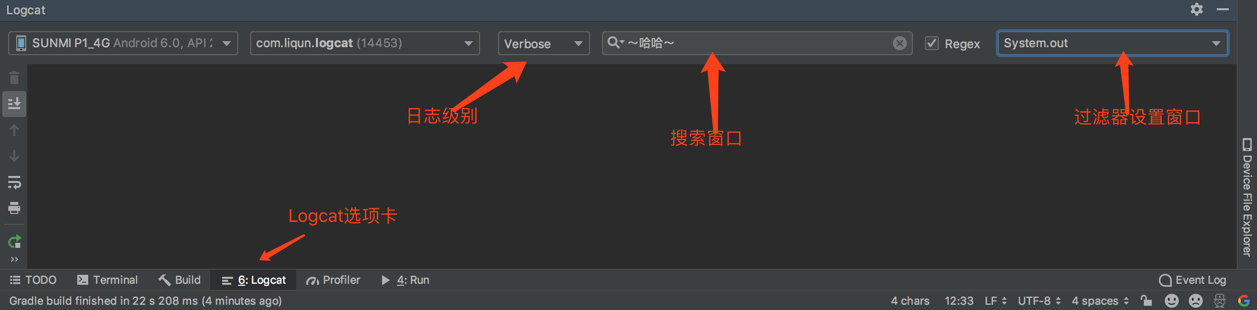 Logcat
SUNMI P1_4G Android 6.0, API 2
com.liqun.logcat (14453)
Verbose
～哈哈～
Regex
System.out
日志级别
搜索窗口
过滤器设置窗口
Logcat选项卡
Device File Explorer
TODO
Terminal
Build
6: Logcat
Profiler
4: Run
Event Log
Gradle build finished in 22 s 208 ms (4 minutes ago)
4 chars
12:33
LF
UTF-8
4 spaces